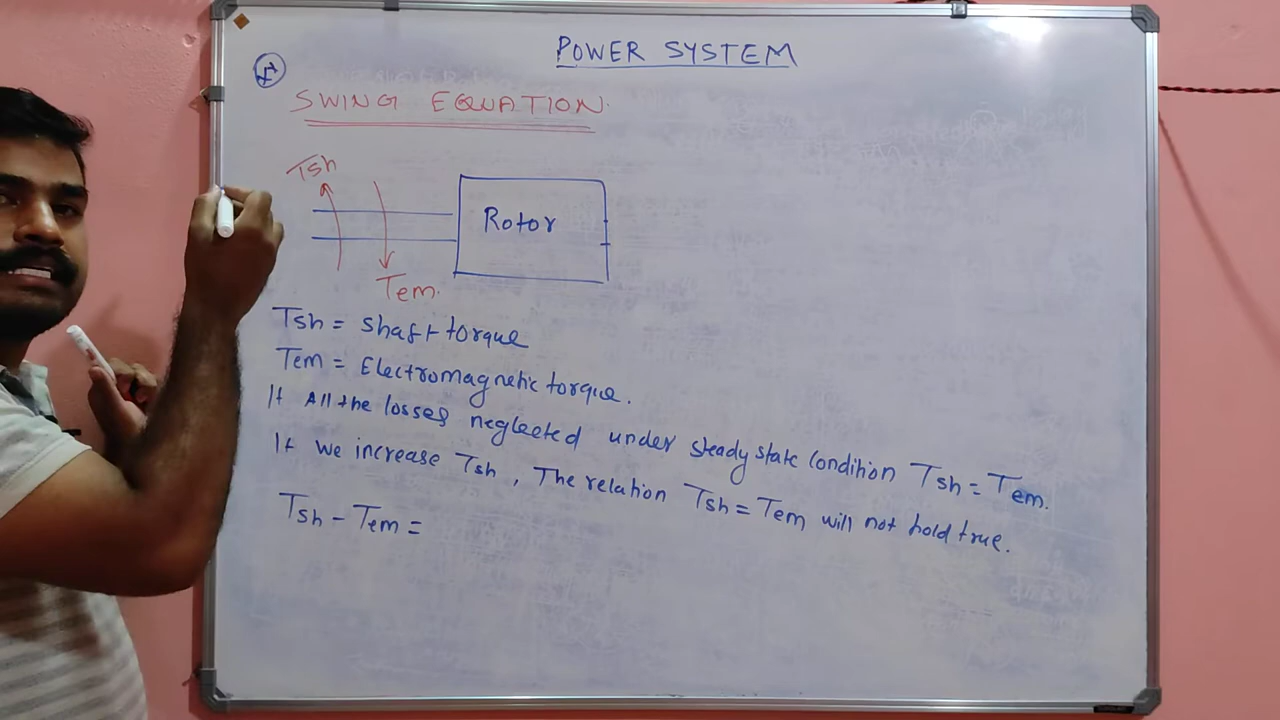 POWER SYSTEM
SWING EQUATION.
Tsh
Rotor
Tem.
Tsh = shaft torque
Tem = Electromagnetic torque.
If All the losses neglected under steady state condition Tsh = Tem.
If we increase Tsh, The relation Tsh = Tem will not hold true.
Tsh - Tem =